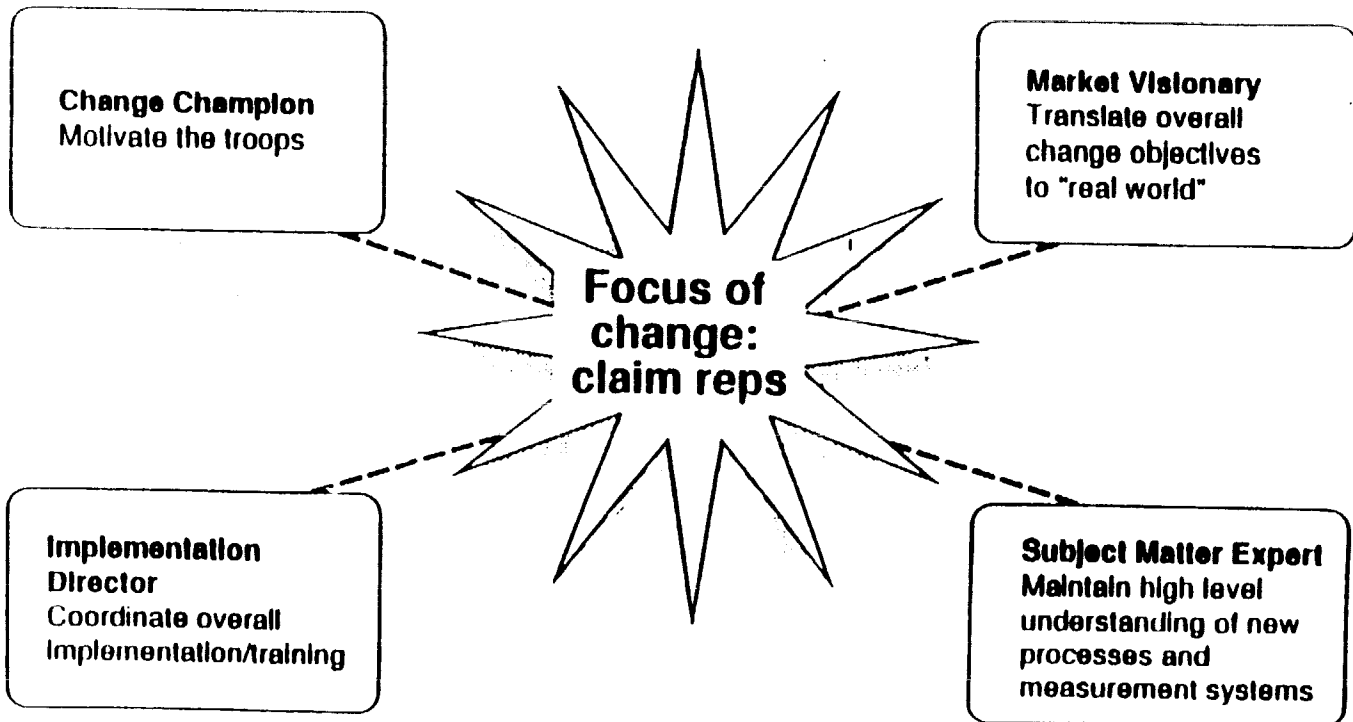 Change Champion
Motivate the troops
Market Visionary
Translate overall
change objectives
to "real world"
Focus of
change:
claim reps
Implementation
Director
Coordinate overall
Implementation/training
Subject Matter Expert
Maintain high level
understanding of new
processes and
measurement systems